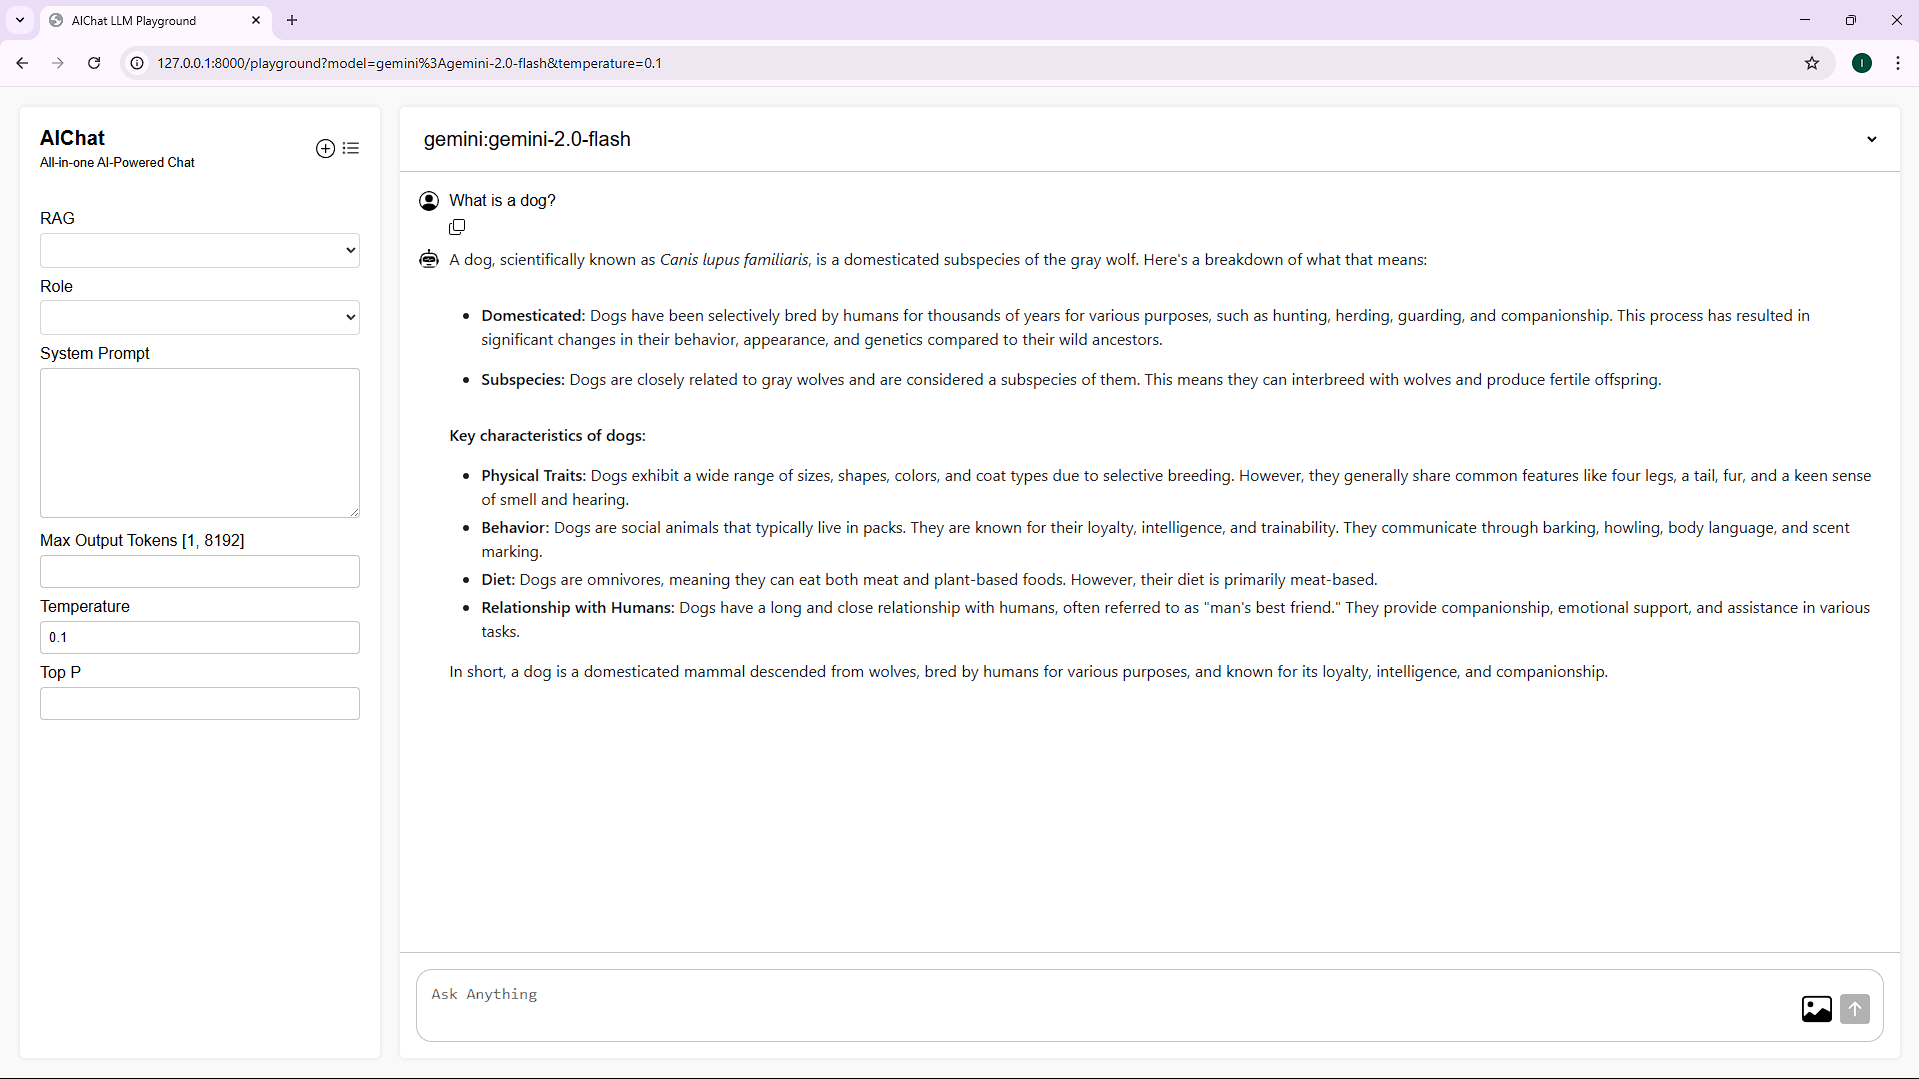 AIChat LLM Playground
127.0.0.1:8000/playground?model=gemini%3Agemini-2.0-flash&temperature=0.1
I
AIChat
All-in-one AI-Powered Chat
RAG
Role
System Prompt
Max Output Tokens [1, 8192]
Temperature
0.1
Top P
gemini:gemini-2.0-flash
What is a dog?
A dog, scientifically known as Canis lupus familiaris, is a domesticated subspecies of the gray wolf. Here's a breakdown of what that means:
• Domesticated: Dogs have been selectively bred by humans for thousands of years for various purposes, such as hunting, herding, guarding, and companionship. This process has resulted in
significant changes in their behavior, appearance, and genetics compared to their wild ancestors.
• Subspecies: Dogs are closely related to gray wolves and are considered a subspecies of them. This means they can interbreed with wolves and produce fertile offspring.
Key characteristics of dogs:
• Physical Traits: Dogs exhibit a wide range of sizes, shapes, colors, and coat types due to selective breeding. However, they generally share common features like four legs, a tail, fur, and a keen sense
of smell and hearing.
• Behavior: Dogs are social animals that typically live in packs. They are known for their loyalty, intelligence, and trainability. They communicate through barking, howling, body language, and scent
marking.
• Diet: Dogs are omnivores, meaning they can eat both meat and plant-based foods. However, their diet is primarily meat-based.
• Relationship with Humans: Dogs have a long and close relationship with humans, often referred to as "man's best friend." They provide companionship, emotional support, and assistance in various
tasks.
In short, a dog is a domesticated mammal descended from wolves, bred by humans for various purposes, and known for its loyalty, intelligence, and companionship.
Ask Anything